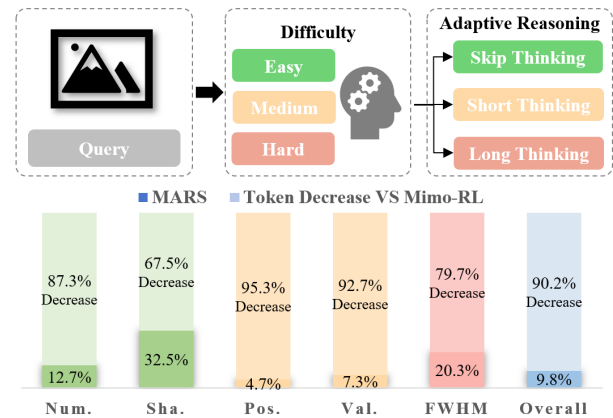 Difficulty
Adaptive Reasoning
Query
Easy
Medium
Hard
Skip Thinking
Short Thinking
Long Thinking
MARS
Token Decrease VS Mimo-RL
87.3%
Decrease
67.5%
Decrease
95.3%
Decrease
92.7%
Decrease
79.7%
Decrease
90.2%
Decrease
12.7%
32.5%
4.7%
7.3%
20.3%
9.8%
Num.
Sha.
Pos.
Val.
FWHM
Overall